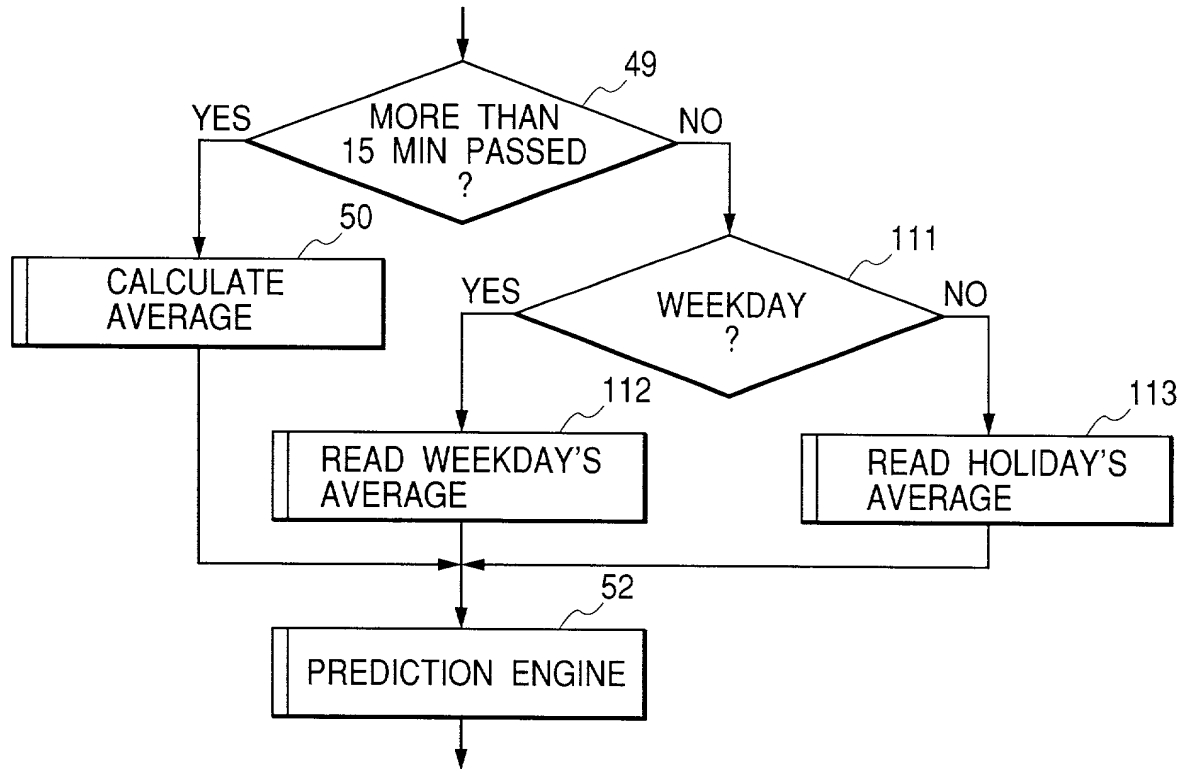 49
YES
NO
MORE THAN
15 MIN PASSED
?
50
CALCULATE
AVERAGE
111
YES
NO
WEEKDAY
?
112
READ WEEKDAY'S
AVERAGE
113
READ HOLIDAY'S
AVERAGE
52
PREDICTION ENGINE